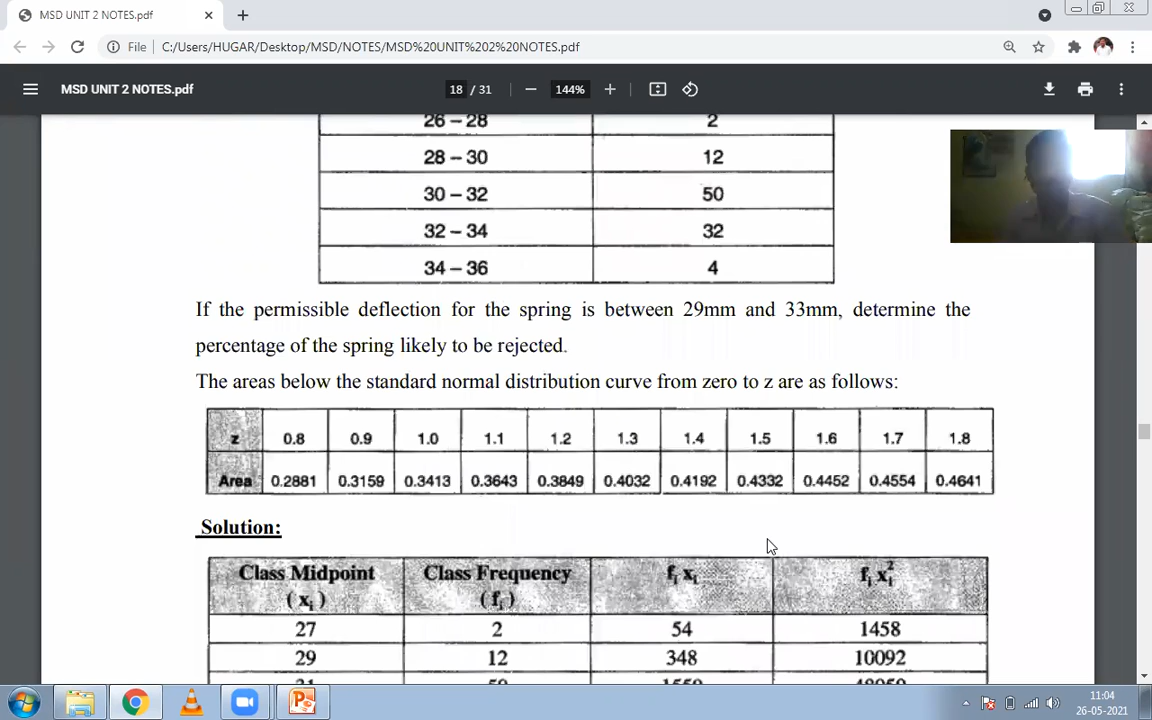 MSD UNIT 2 NOTES.pdf
File C:/Users/HUGAR/Desktop/MSD/NOTES/MSD%20UNIT%202%20NOTES.pdf
MSD UNIT 2 NOTES.pdf 18 / 31 144%
26 – 28 2
28 – 30 12
30 – 32 50
32 – 34 32
34 – 36 4
If the permissible deflection for the spring is between 29mm and 33mm, determine the
percentage of the spring likely to be rejected.
The areas below the standard normal distribution curve from zero to z are as follows:
z 0.8 0.9 1.0 1.1 1.2 1.3 1.4 1.5 1.6 1.7 1.8
Area 0.2881 0.3159 0.3413 0.3643 0.3849 0.4032 0.4192 0.4332 0.4452 0.4554 0.4641
Solution:
Class Midpoint Class Frequency fᵢ xᵢ fᵢ xᵢ²
( xᵢ ) ( fᵢ )
27 2 54 1458
29 12 348 10092
11:04
26-05-2021